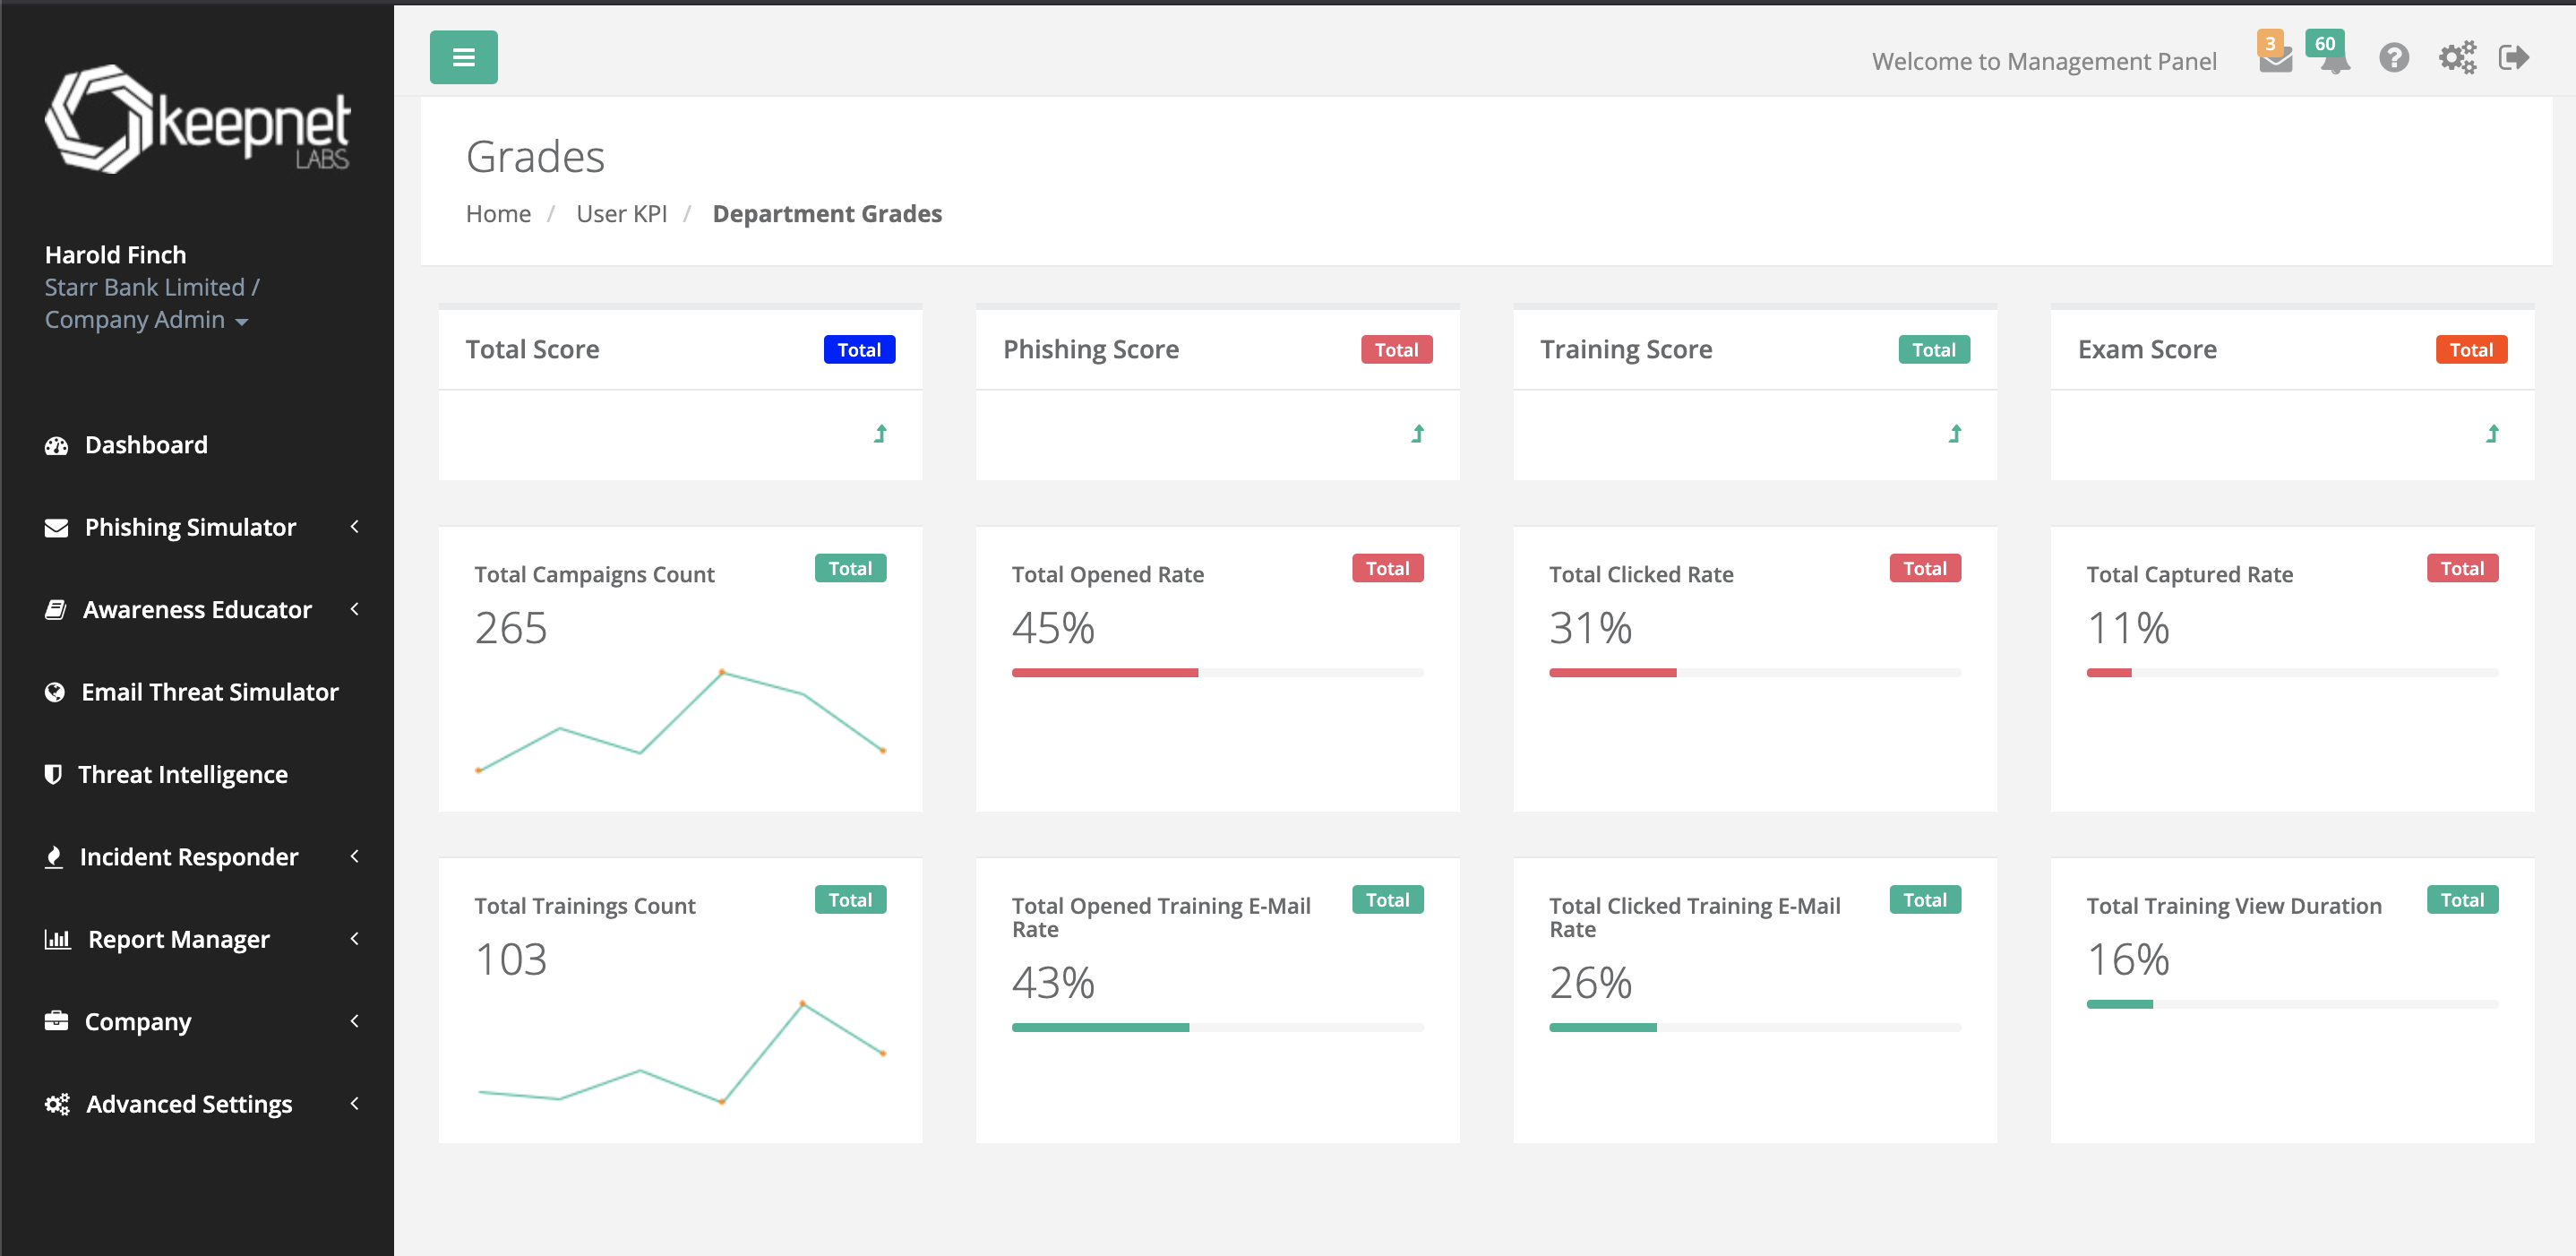 keepnet
LABS
Harold Finch
Starr Bank Limited /
Company Admin
Dashboard
Phishing Simulator
Awareness Educator
Email Threat Simulator
Threat Intelligence
Incident Responder
Report Manager
Company
Advanced Settings
Welcome to Management Panel
3
60
Grades
Home / User KPI / Department Grades
Total Score Total
Phishing Score Total
Training Score Total
Exam Score Total
Total Campaigns Count Total
265
Total Opened Rate Total
45%
Total Clicked Rate Total
31%
Total Captured Rate Total
11%
Total Trainings Count Total
103
Total Opened Training E-Mail Total
Rate
43%
Total Clicked Training E-Mail Total
Rate
26%
Total Training View Duration Total
16%